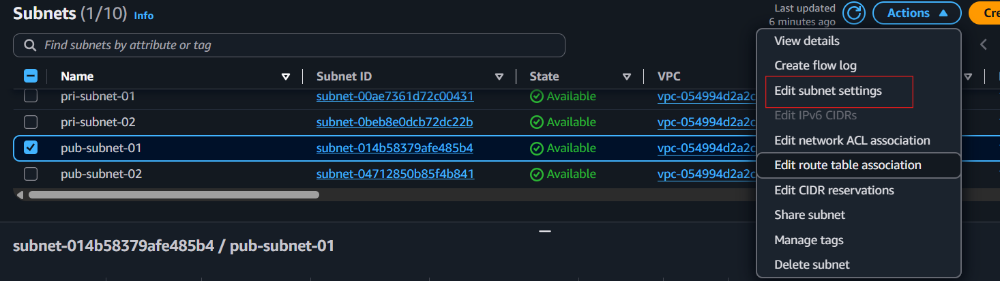 Subnets (1/10) Info
Last updated
6 minutes ago
Actions
Find subnets by attribute or tag
Name
Subnet ID
State
VPC
pri-subnet-01
subnet-00ae7361d72c00431
Available
vpc-054994d2a2c
pri-subnet-02
subnet-0beb8e0dcb72dc22b
Available
vpc-054994d2a2c
pub-subnet-01
subnet-014b58379afe485b4
Available
vpc-054994d2a2c
pub-subnet-02
subnet-04712850b85f4b841
Available
vpc-054994d2a2c
View details
Create flow log
Edit subnet settings
Edit IPv6 CIDRs
Edit network ACL association
Edit route table association
Edit CIDR reservations
Share subnet
Manage tags
Delete subnet
subnet-014b58379afe485b4 / pub-subnet-01